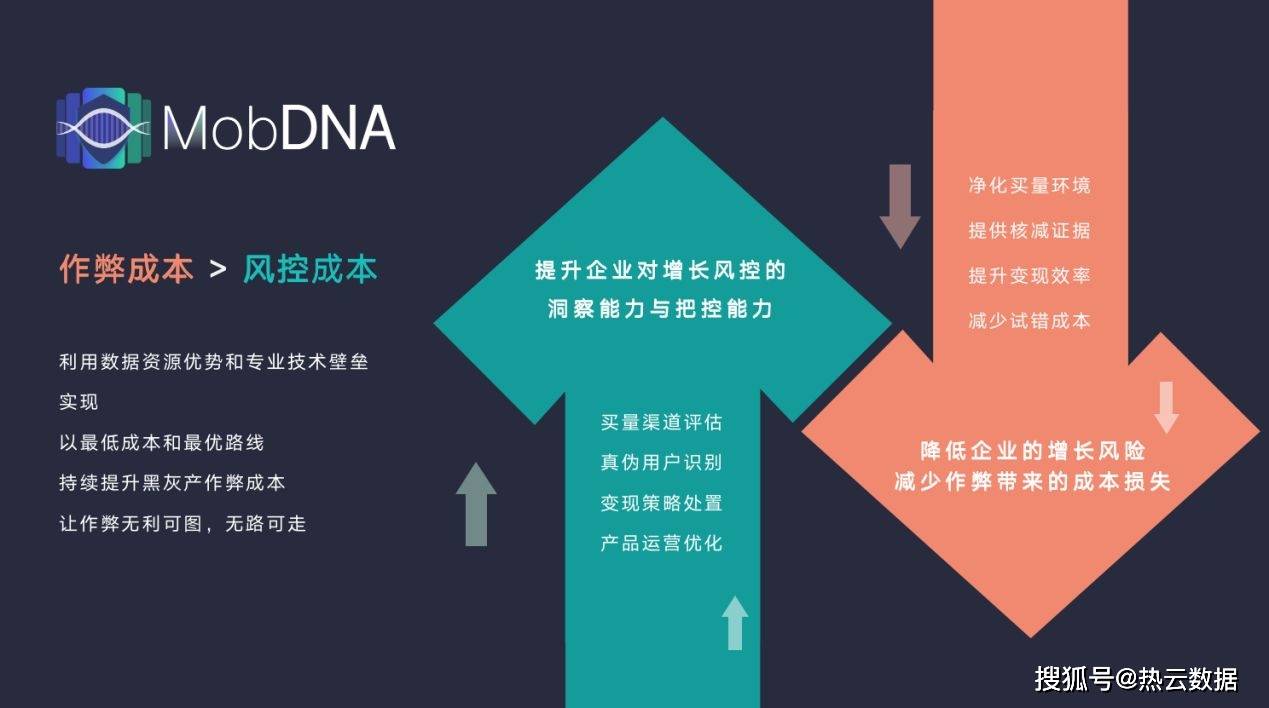 MobDNA
作弊成本 > 风控成本
利用数据资源优势和专业技术壁垒
实现
以最低成本和最优路线
持续提升黑灰产作弊成本
让作弊无利可图，无路可走
提升企业对增长风控的
洞察能力与把控能力
买量渠道评估
真伪用户识别
变现策略处置
产品运营优化
净化买量环境
提供核减证据
提升变现效率
减少试错成本
降低企业的增长风险
减少作弊带来的成本损失
搜狐号@热云数据